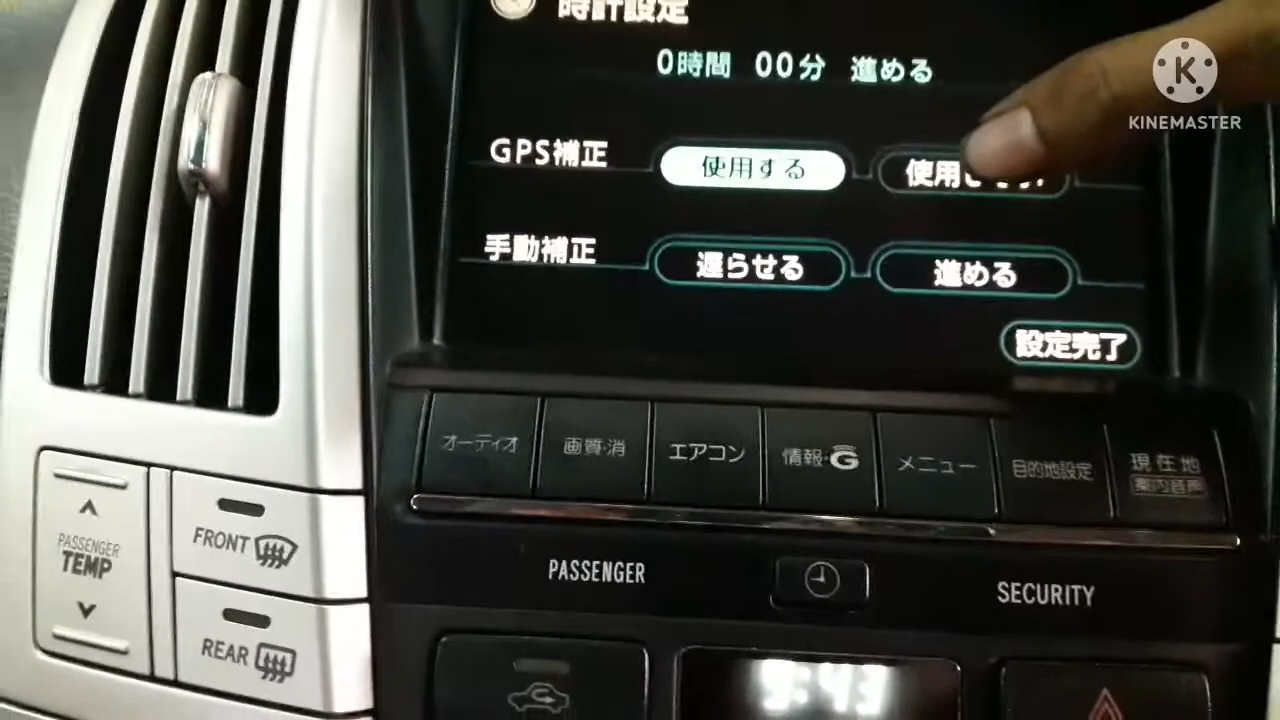 時計設定
0時間 00分 進める
K
KINEMASTER
GPS補正 使用する
手動補正 遅らせる 進める
設定完了
オーディオ 画質・消 エアコン 情報・G メニュー 目的地設定 現在地
案内音声
PASSENGER
TEMP
FRONT
REAR
PASSENGER SECURITY